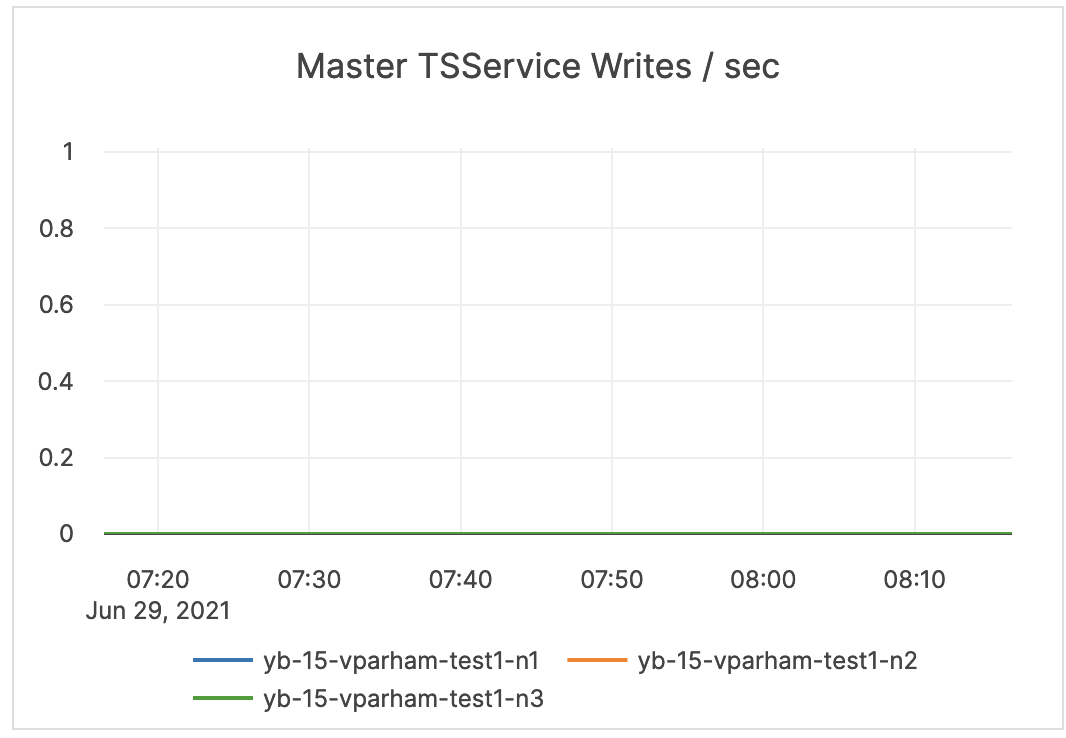 Master TSService Writes / sec
1
0.8
0.6
0.4
0.2
0
07:20 07:30 07:40 07:50 08:00 08:10
Jun 29, 2021
yb-15-vparham-test1-n1 yb-15-vparham-test1-n2
yb-15-vparham-test1-n3